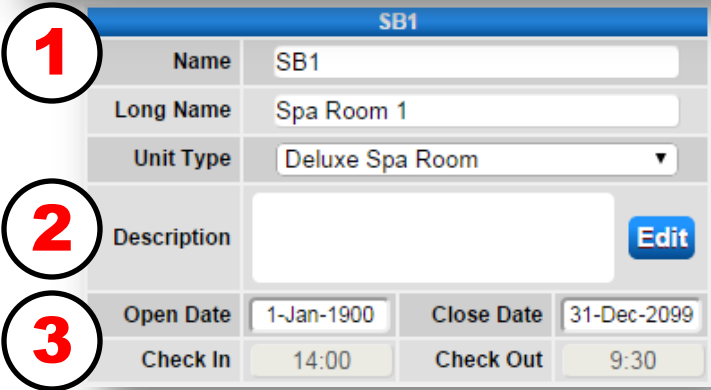 SB1
1
Name SB1
Long Name Spa Room 1
Unit Type Deluxe Spa Room
2
Description Edit
3
Open Date 1-Jan-1900 Close Date 31-Dec-2099
Check In 14:00 Check Out 9:30